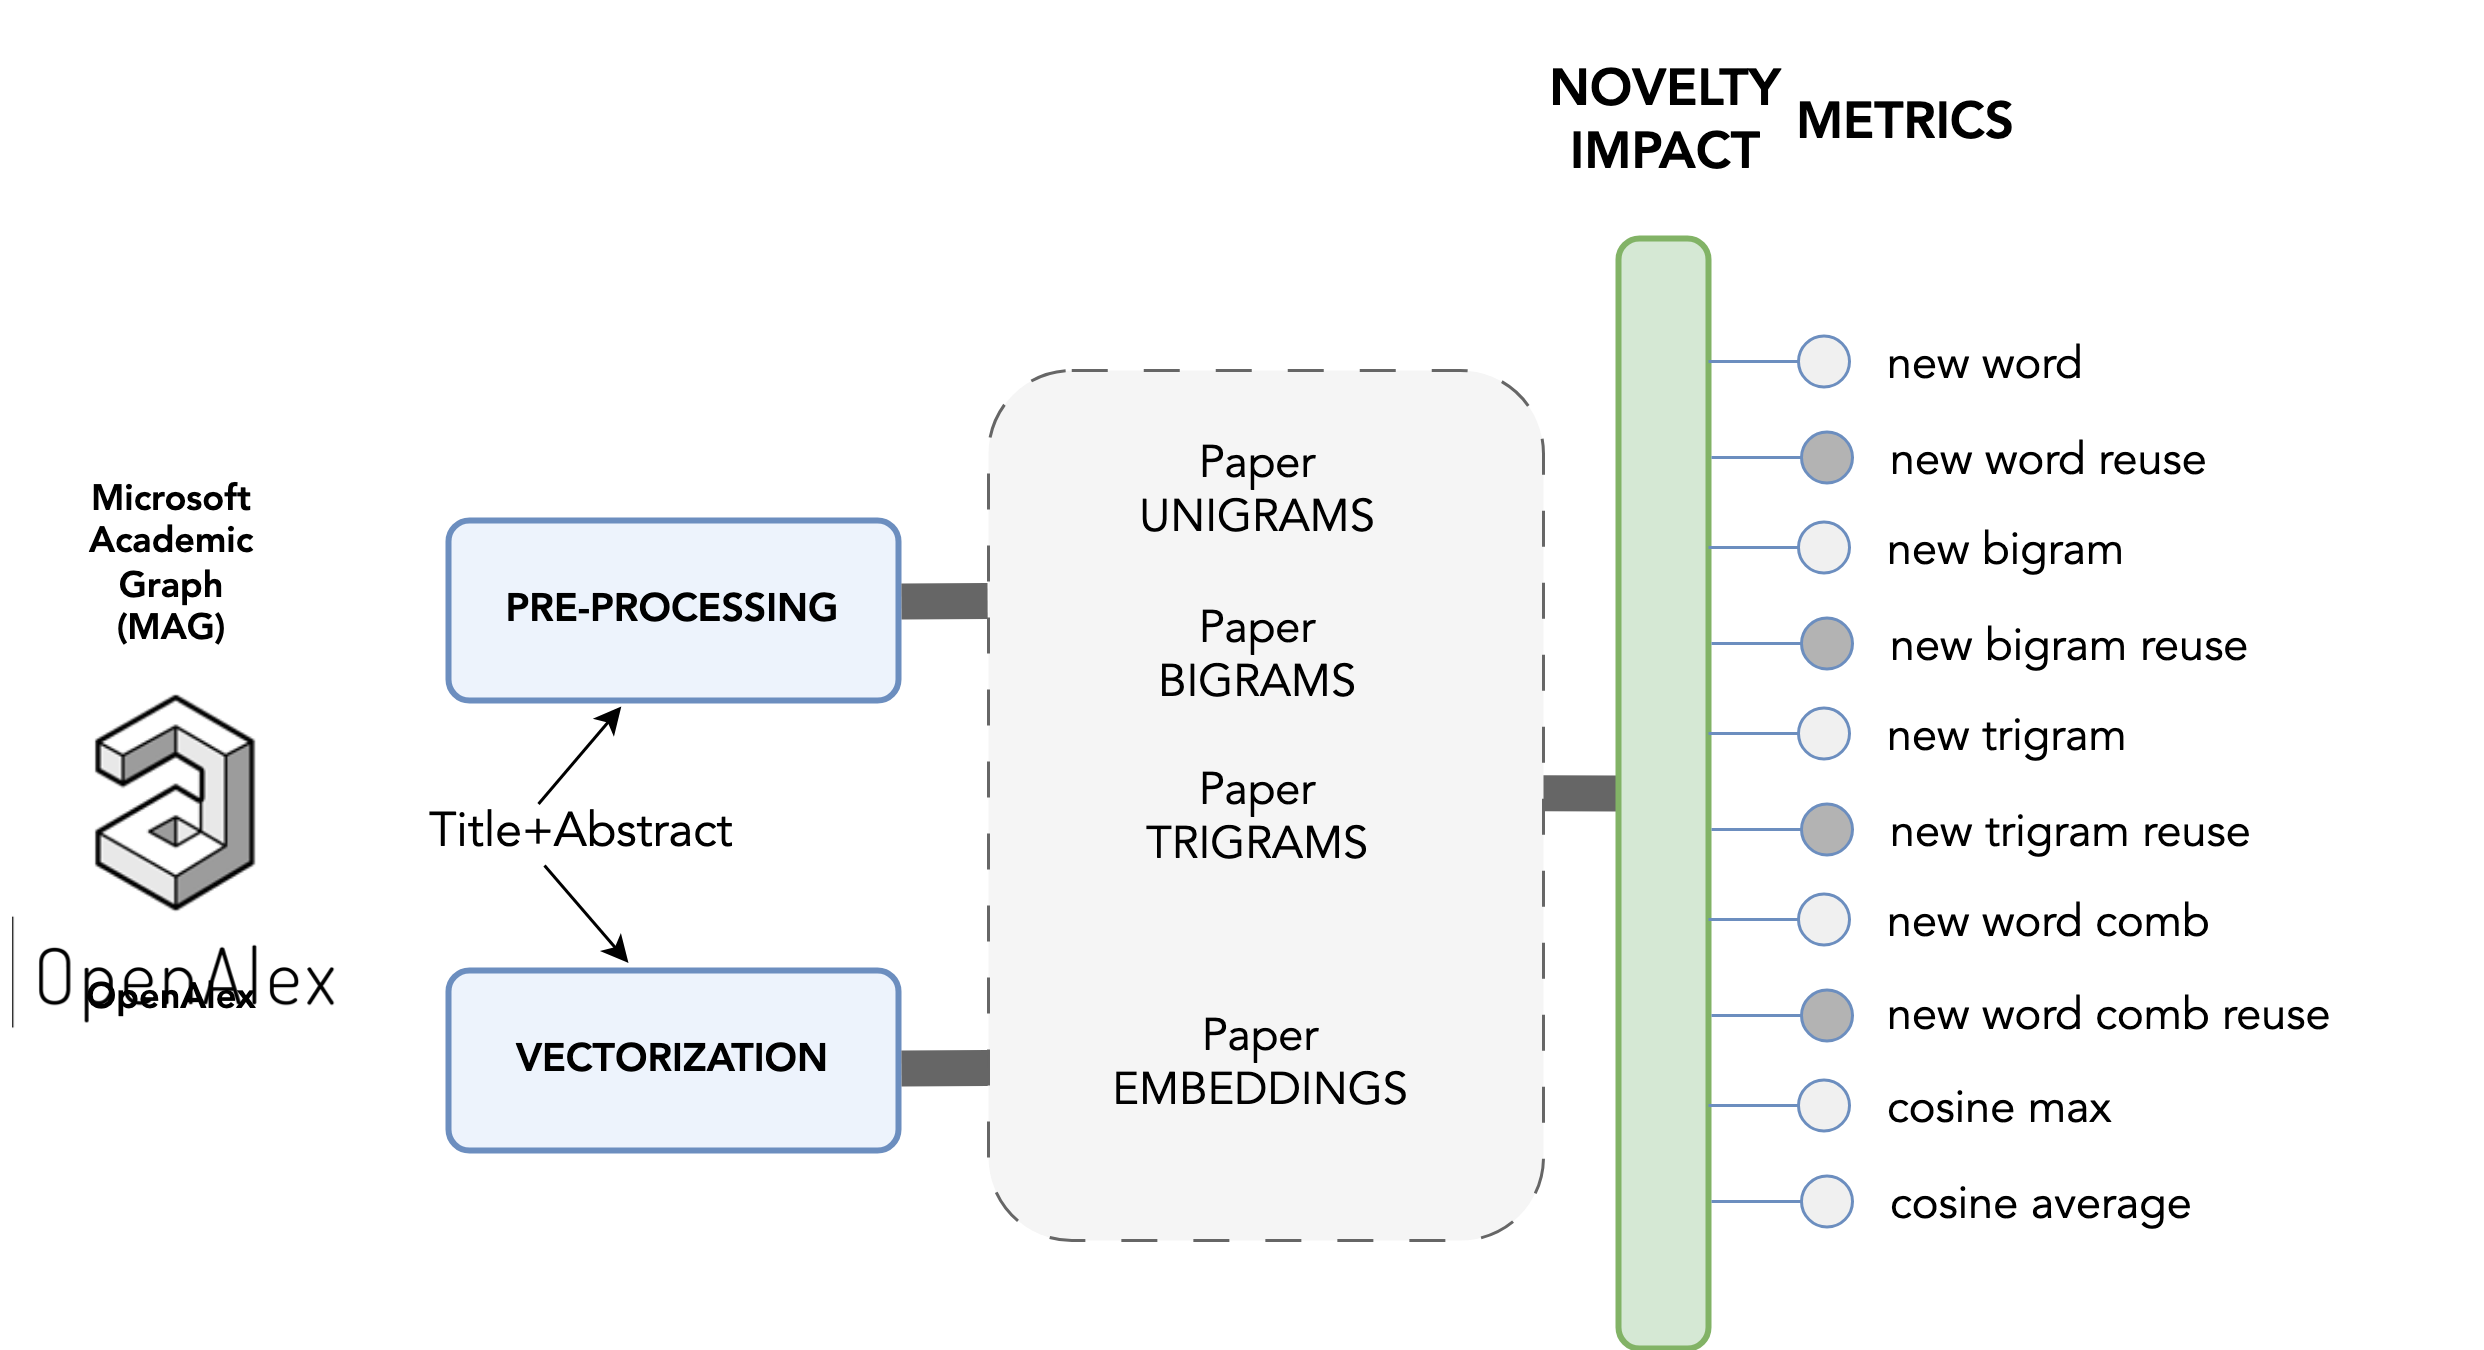 NOVELTY
IMPACT
METRICS
Microsoft
Academic
Graph
(MAG)
OpenAlex
OpenAlex
PRE-PROCESSING
Title+Abstract
VECTORIZATION
Paper
UNIGRAMS
Paper
BIGRAMS
Paper
TRIGRAMS
Paper
EMBEDDINGS
new word
new word reuse
new bigram
new bigram reuse
new trigram
new trigram reuse
new word comb
new word comb reuse
cosine max
cosine average